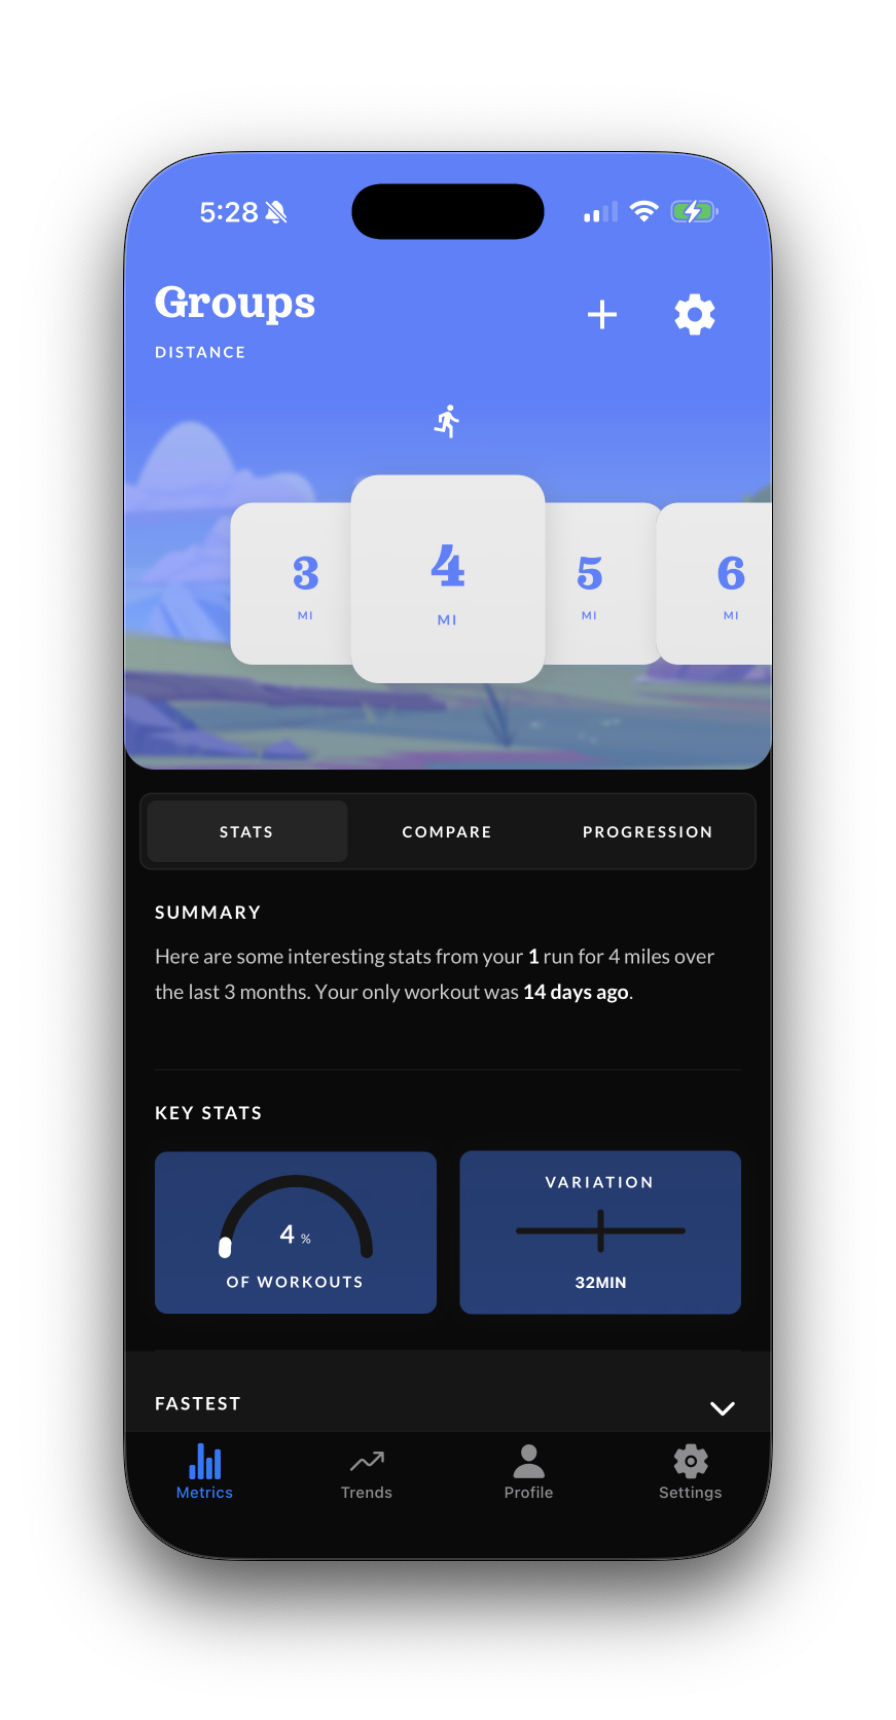 5:28
Groups
DISTANCE
3
MI
4
MI
5
MI
6
MI
STATS
COMPARE
PROGRESSION
SUMMARY
Here are some interesting stats from your 1 run for 4 miles over
the last 3 months. Your only workout was 14 days ago.
KEY STATS
4 %
OF WORKOUTS
VARIATION
32MIN
FASTEST
Metrics
Trends
Profile
Settings